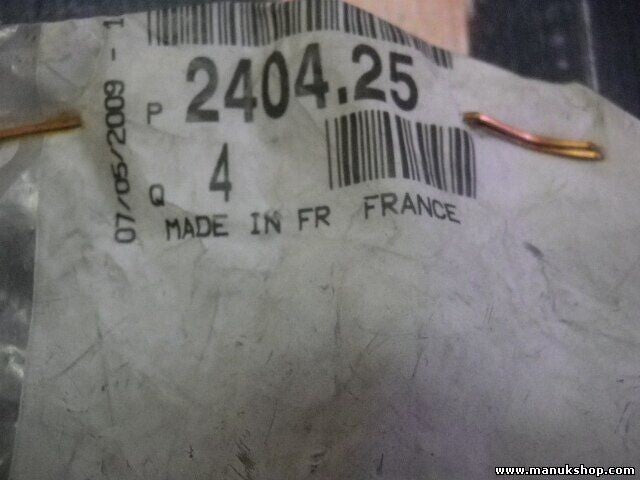 07/05/2009 - 1
P 2404.25
Q 4
MADE IN FR FRANCE
www.manukshop.com